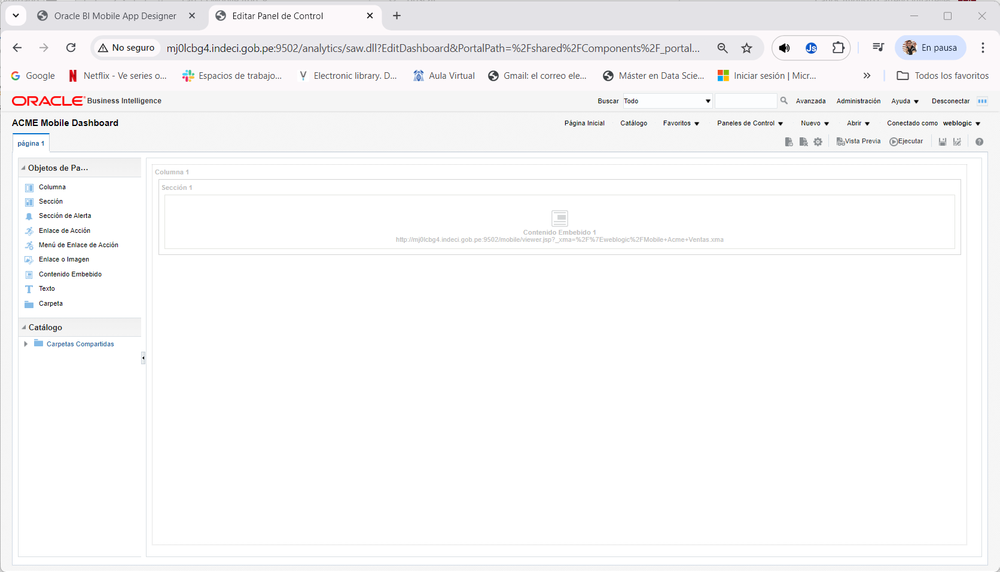 Oracle BI Mobile App Designer
Editar Panel de Control
No seguro
mj0lcbg4.indeci.gob.pe:9502/analytics/saw.dll?EditDashboard&PortalPath=%2Fshared%2FComponents%2F_portal...
Js
En pausa
Google
Netflix - Ve series o...
Espacios de trabajo...
Electronic library. D...
Aula Virtual
Gmail: el correo ele...
Máster en Data Scie...
Iniciar sesión | Micr...
Todos los favoritos
ORACLE Business Intelligence
Buscar
Todo
Avanzada
Administración
Ayuda
Desconectar
ACME Mobile Dashboard
Página Inicial
Catálogo
Favoritos
Paneles de Control
Nuevo
Abrir
Conectado como weblogic
página 1
Vista Previa
Ejecutar
Objetos de Pa...
Columna
Sección
Sección de Alerta
Enlace de Acción
Menú de Enlace de Acción
Enlace o Imagen
Contenido Embebido
Texto
Carpeta
Catálogo
Carpetas Compartidas
Columna 1
Sección 1
Contenido Embebido 1
http://mj0lcbg4.indeci.gob.pe:9502/mobile/viewer.jsp?_xma=%2F%7Eweblogic%2FMobile+Acme+Ventas.xma